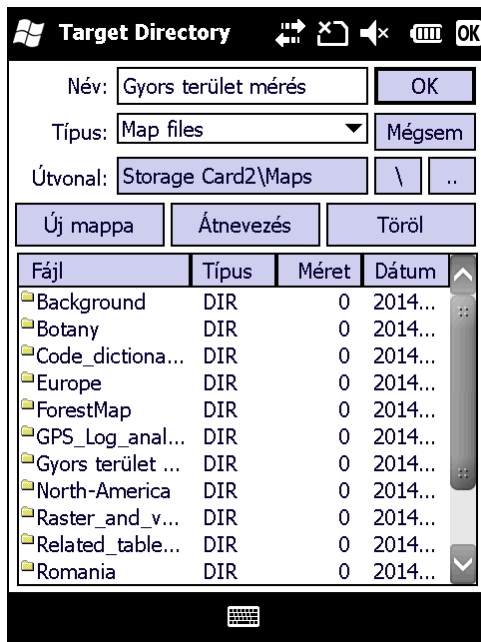 Target Directory OK
Név: Gyors terület mérés OK
Típus: Map files Mégsem
Útvonal: Storage Card2\Maps \ ..
Új mappa Átnevezés Töröl
Fájl Típus Méret Dátum
Background DIR 0 2014...
Botany DIR 0 2014...
Code_dictiona... DIR 0 2014...
Europe DIR 0 2014...
ForestMap DIR 0 2014...
GPS_Log_anal... DIR 0 2014...
Gyors terület ... DIR 0 2014...
North-America DIR 0 2014...
Raster_and_v... DIR 0 2014...
Related_table... DIR 0 2014...
Romania DIR 0 2014...